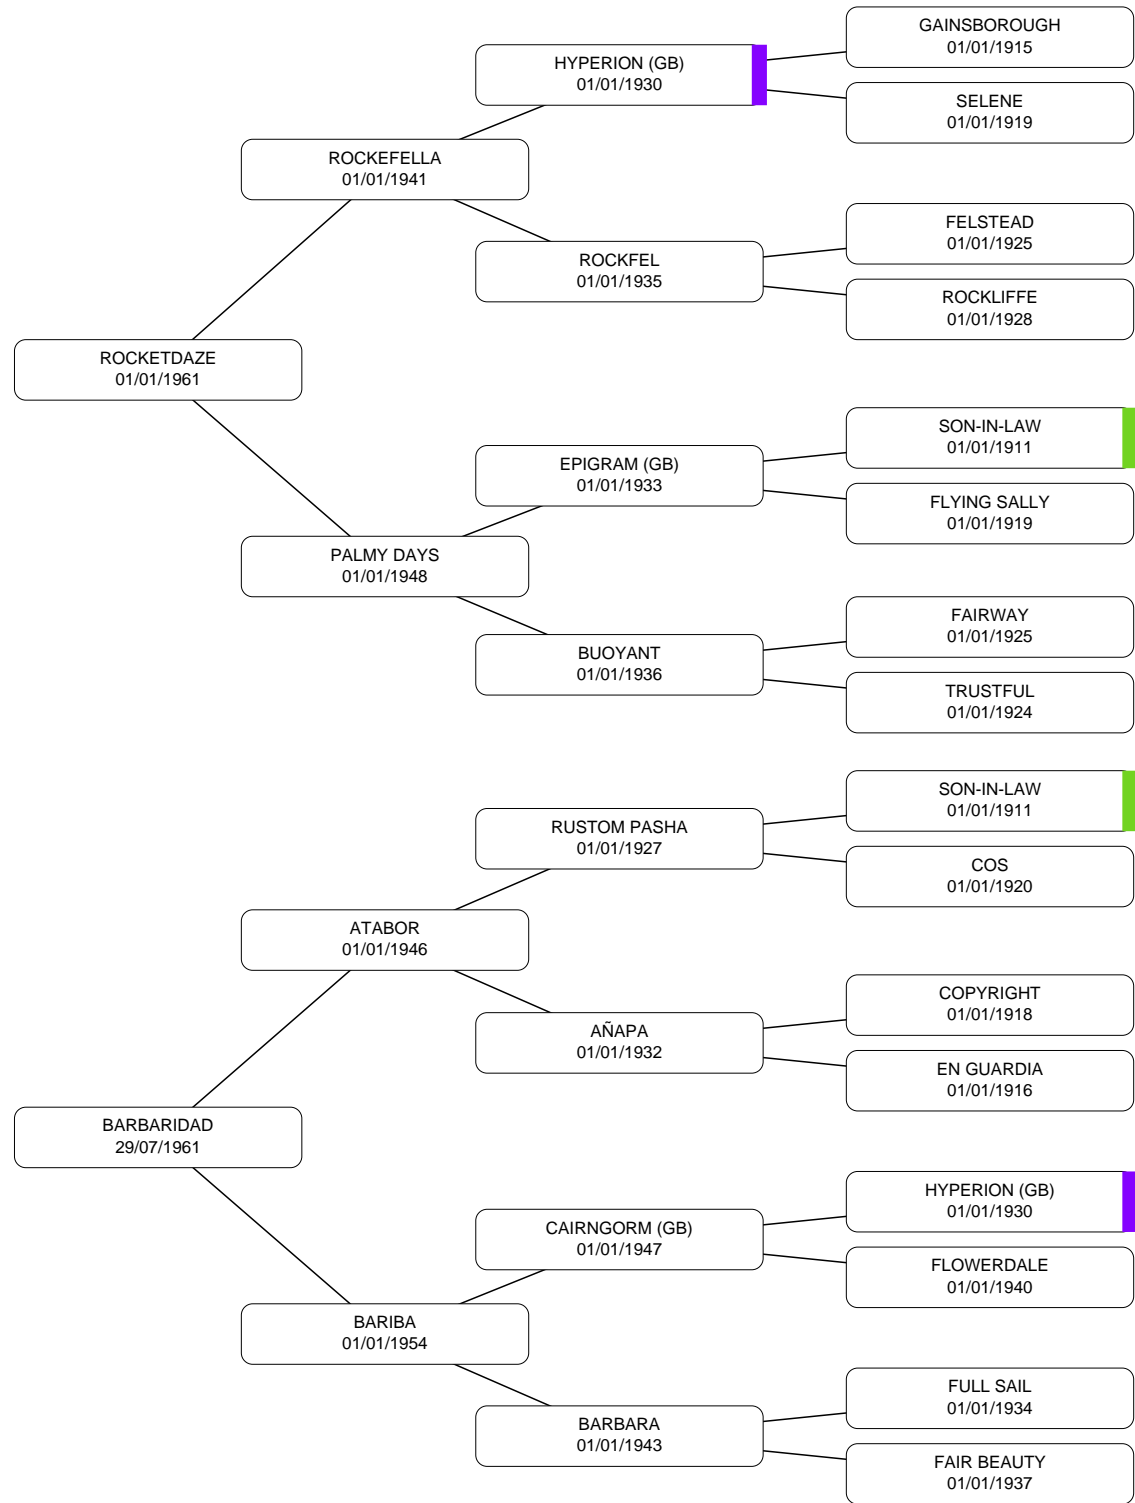 GAINSBOROUGH
01/01/1915
HYPERION (GB)
01/01/1930
SELENE
01/01/1919
ROCKEFELLA
01/01/1941
FELSTEAD
01/01/1925
ROCKFEL
01/01/1935
ROCKLIFFE
01/01/1928
ROCKETDAZE
01/01/1961
SON-IN-LAW
01/01/1911
EPIGRAM (GB)
01/01/1933
FLYING SALLY
01/01/1919
PALMY DAYS
01/01/1948
FAIRWAY
01/01/1925
BUOYANT
01/01/1936
TRUSTFUL
01/01/1924
SON-IN-LAW
01/01/1911
RUSTOM PASHA
01/01/1927
COS
01/01/1920
ATABOR
01/01/1946
COPYRIGHT
01/01/1918
AÑAPA
01/01/1932
EN GUARDIA
01/01/1916
BARBARIDAD
29/07/1961
HYPERION (GB)
01/01/1930
CAIRNGORM (GB)
01/01/1947
FLOWERDALE
01/01/1940
BARIBA
01/01/1954
FULL SAIL
01/01/1934
BARBARA
01/01/1943
FAIR BEAUTY
01/01/1937